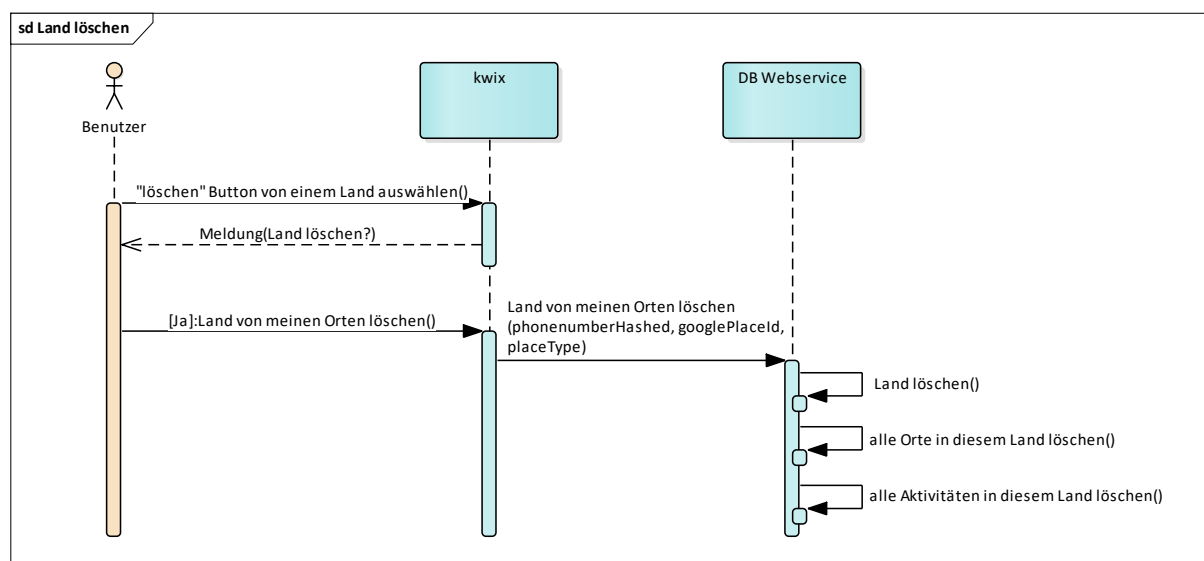 sd Land löschen
kwix
DB Webservice
Benutzer
"löschen" Button von einem Land auswählen()
Meldung(Land löschen?)
[Ja]:Land von meinen Orten löschen()
Land von meinen Orten löschen
(phonenumberHashed, googlePlaceId,
placeType)
Land löschen()
alle Orte in diesem Land löschen()
alle Aktivitäten in diesem Land löschen()